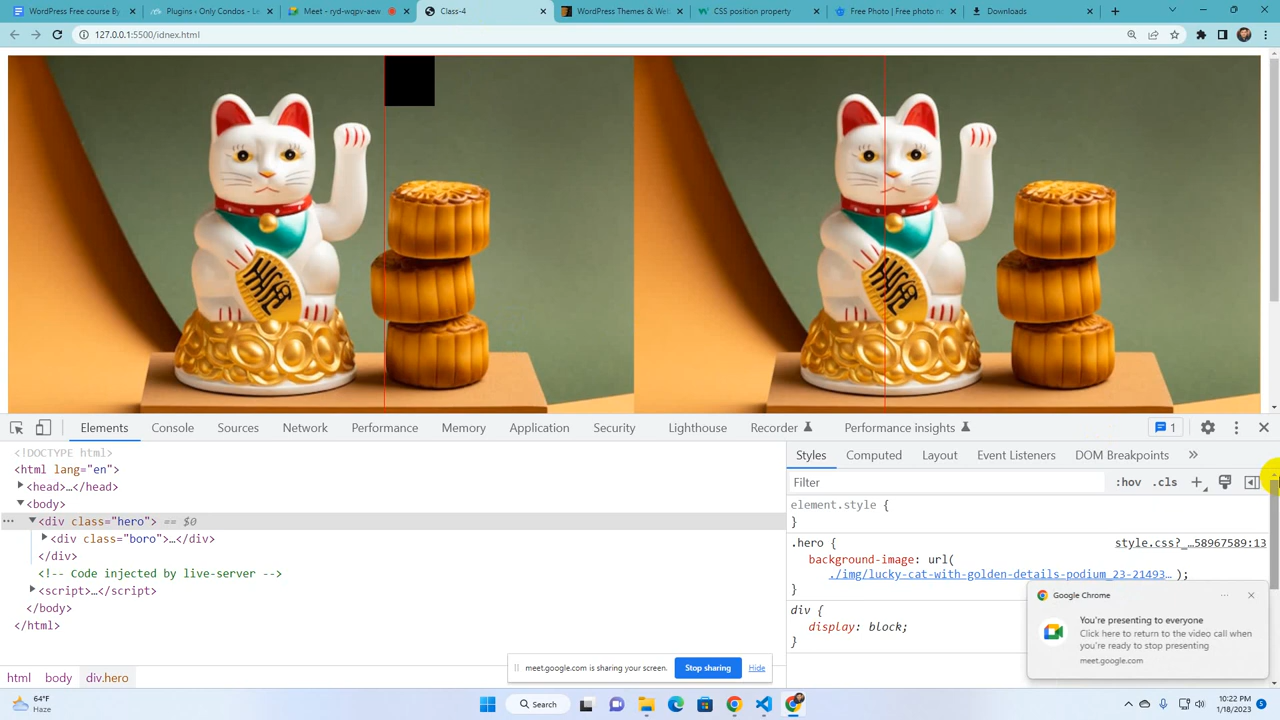 WordPress Free course By
Plugins ‹ Only Condos - Le
Meet - ryd-wqpv-aew
Class-4
WordPress Themes & Web
CSS position property
Free Photo | Free photo n
Downloads
127.0.0.1:5500/idnex.html
Elements
Console
Sources
Network
Performance
Memory
Application
Security
Lighthouse
Recorder
Performance insights
1
<!DOCTYPE html>
<html lang="en">
<head>…</head>
<body>
<div class="hero"> == $0
<div class="boro">…</div>
</div>
<!-- Code injected by live-server -->
<script>…</script>
</body>
</html>
html body div.hero
Styles
Computed
Layout
Event Listeners
DOM Breakpoints
Filter
:hov .cls
element.style {
}
.hero { style.css?_…58967589:13
background-image: url(
./img/lucky-cat-with-golden-details-podium_23-21493… );
}
div {
display: block;
}
Google Chrome
You're presenting to everyone
Click here to return to the video call when
you're ready to stop presenting
meet.google.com
meet.google.com is sharing your screen.
Stop sharing
Hide
64°F
Haze
Search
10:22 PM
1/18/2023
5